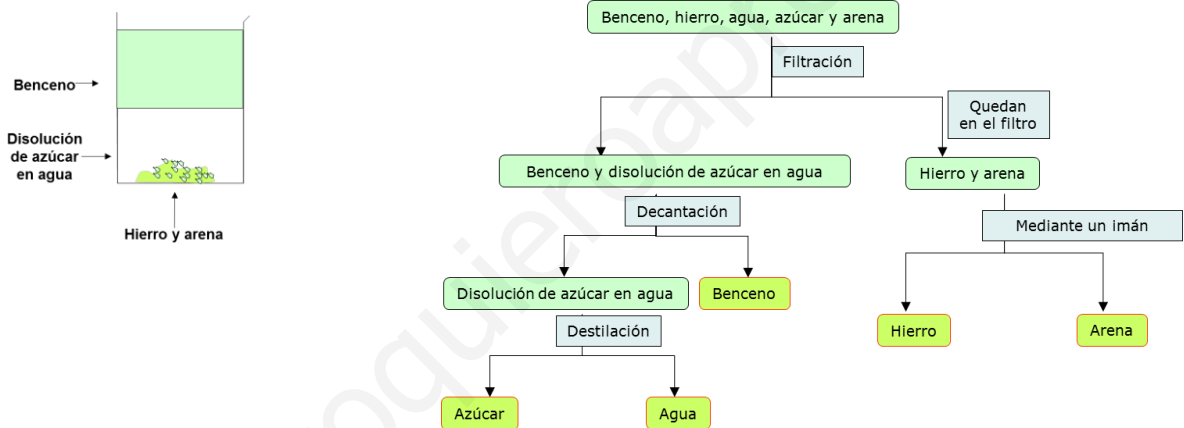 Benceno
Disolución
de azúcar
en agua
Hierro y arena
Benceno, hierro, agua, azúcar y arena
Filtración
Quedan
en el filtro
Benceno y disolución de azúcar en agua
Hierro y arena
Decantación
Mediante un imán
Disolución de azúcar en agua
Benceno
Destilación
Hierro
Arena
Azúcar
Agua